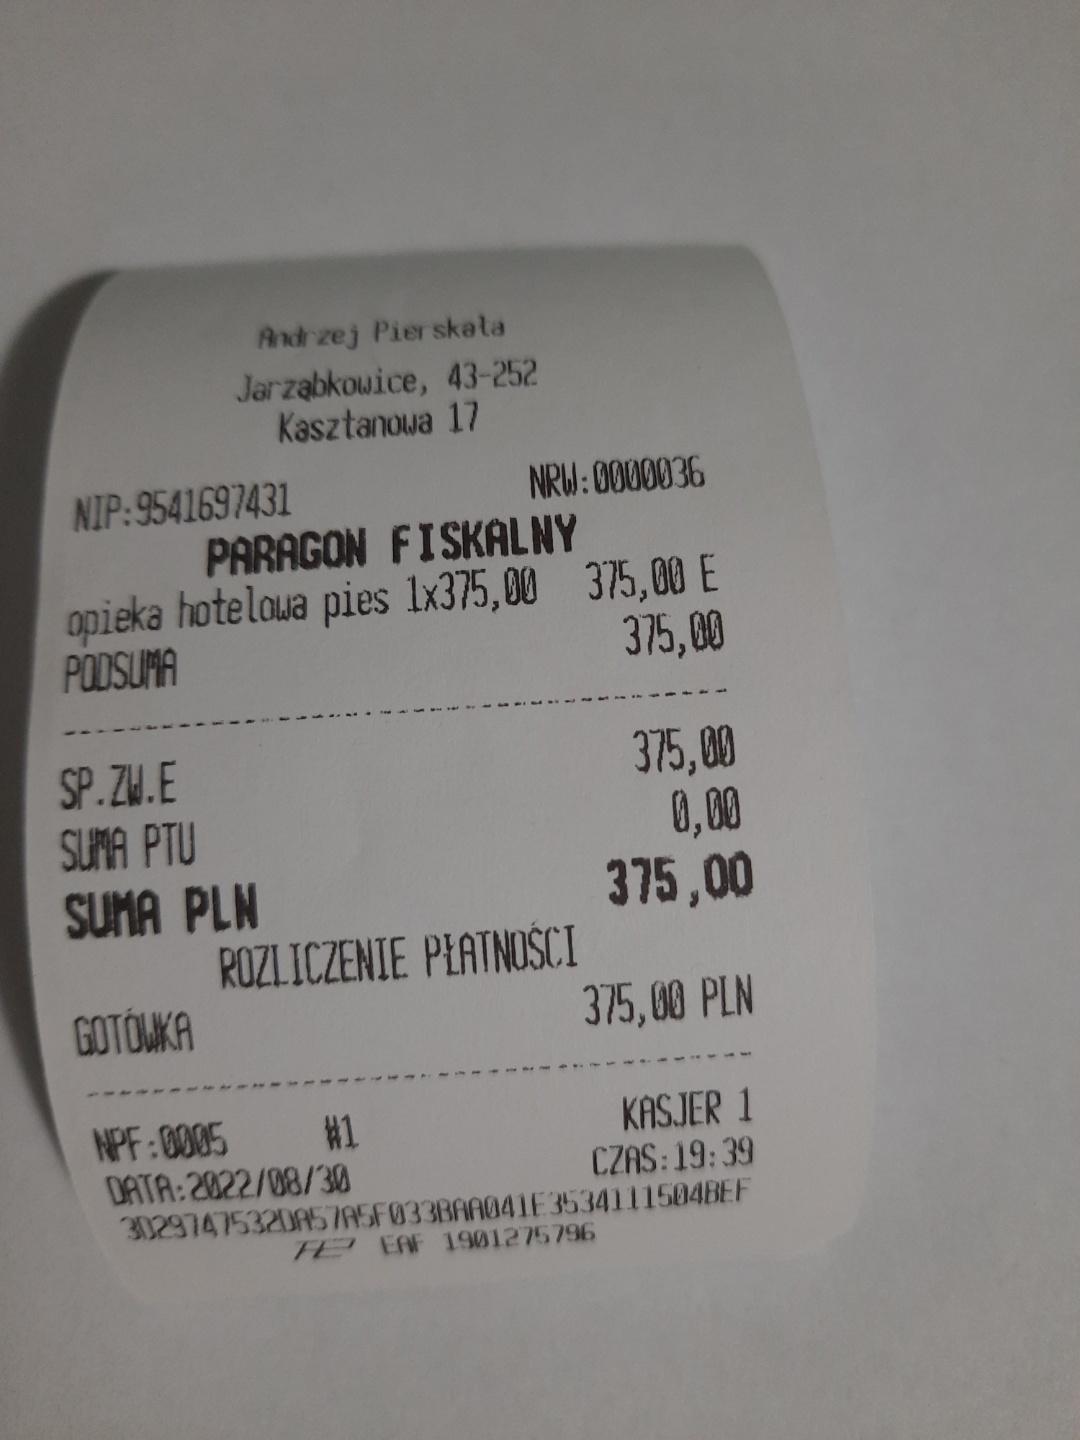 Andrzej Pierskała
Jarząbkowice, 43-252
Kasztanowa 17
NIP:9541697431 NRW:0000036
PARAGON FISKALNY
opieka hotelowa pies 1x375,00 375,00 E
PODSUMA 375,00
SP.ZW.E 375,00
SUMA PTU 0,00
SUMA PLN 375,00
ROZLICZENIE PŁATNOŚCI
GOTÓWKA 375,00 PLN
NPF:0005 #1 KASJER 1
DATA:2022/08/30 CZAS:19:39
3D29747532DA57A5F033BAA041E3534111504BEF
EAF 1901275796